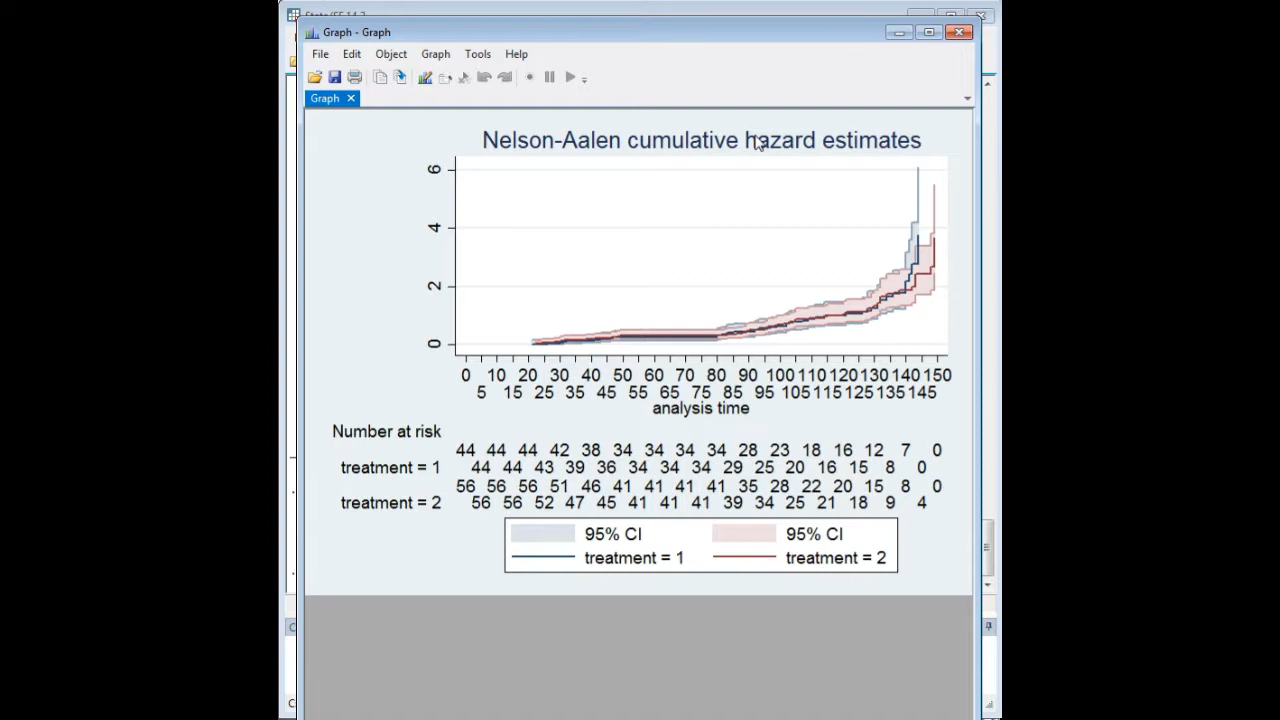 Graph - Graph
File Edit Object Graph Tools Help
Graph
Nelson-Aalen cumulative hazard estimates
6
4
2
0
0 10 20 30 40 50 60 70 80 90 100 110 120 130 140 150
5 15 25 35 45 55 65 75 85 95 105 115 125 135 145
analysis time
Number at risk
44 44 44 42 38 34 34 34 34 28 23 18 16 12 7 0
treatment = 1 44 44 43 39 36 34 34 34 29 25 20 16 15 8 0
56 56 56 51 46 41 41 41 41 35 28 22 20 15 8 0
treatment = 2 56 56 52 47 45 41 41 41 39 34 25 21 18 9 4
95% CI 95% CI
treatment = 1 treatment = 2